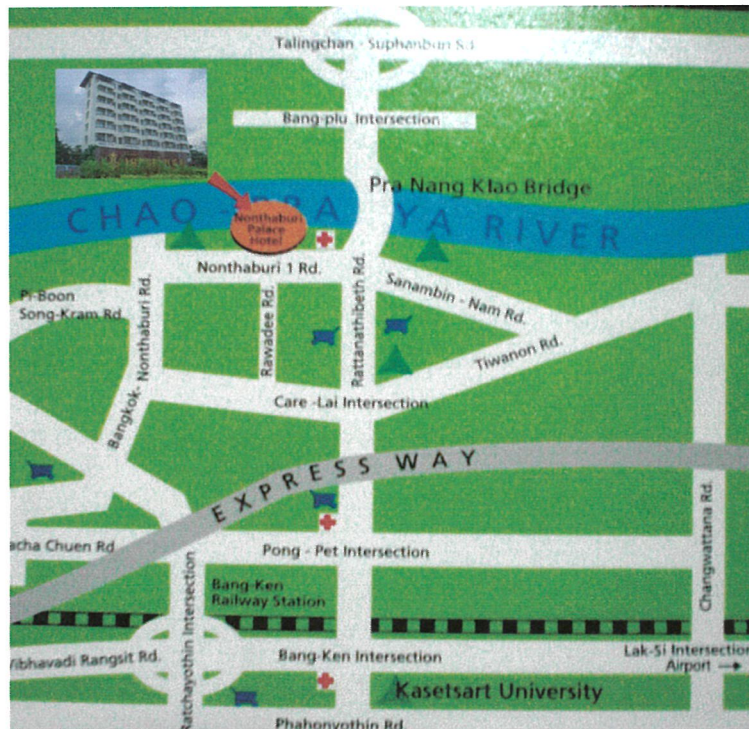 Talingchan - Suphanburi Rd.
Bang-plu Intersection
Pra Nang Klao Bridge
CHAO - PRAYA RIVER
Nonthaburi
Palace
Hotel
Nonthaburi 1 Rd.
Sanambin - Nam Rd.
Pi-Boon
Song-Kram Rd.
Bangkok- Nonthaburi Rd.
Rawadee Rd.
Rattanathibeth Rd.
Tiwanon Rd.
Care -Lai Intersection
EXPRESS WAY
acha Chuen Rd
Pong - Pet Intersection
Changwattana Rd.
Ratchayothin Intersection
Bang-Ken
Railway Station
Vibhavadi Rangsit Rd.
Bang-Ken Intersection
Lak-Si Intersection
Airport →
Kasetsart University
Phahonyothin Rd.